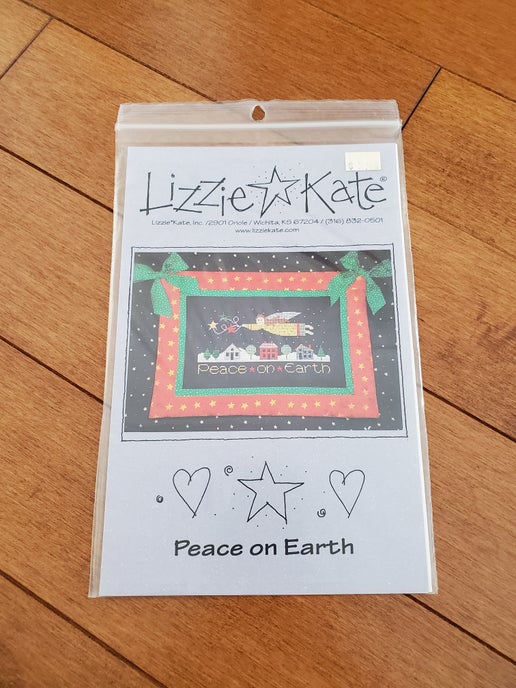 Lizzie★Kate®
Lizzie*Kate, Inc. /2901 Oriole / Wichita, KS 67204 / (316) 832-0501
www.lizziekate.com
Peace★on★Earth
Peace on Earth